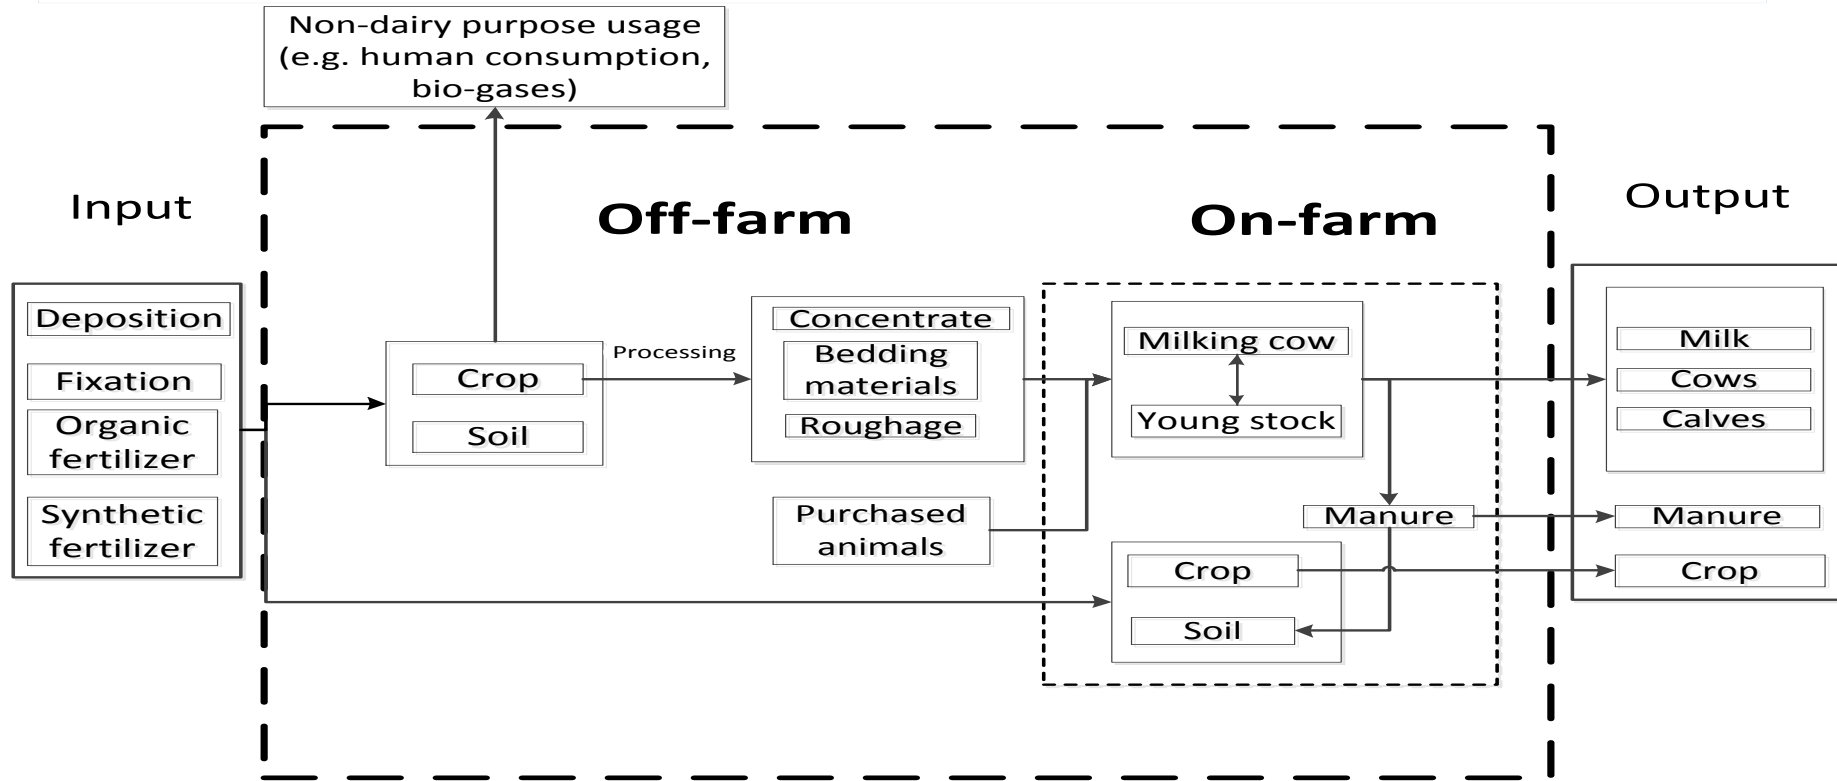 Non-dairy purpose usage
(e.g. human consumption,
bio-gases)
Input
Off-farm
On-farm
Output
Deposition
Fixation
Organic
fertilizer
Synthetic
fertilizer
Crop
Soil
Processing
Concentrate
Bedding
materials
Roughage
Purchased
animals
Milking cow
Young stock
Manure
Crop
Soil
Milk
Cows
Calves
Manure
Crop